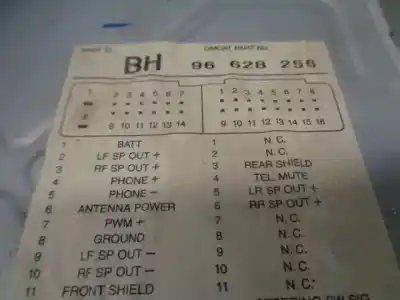 BH
DMCAT PART NO
96 628 256
1 2 3 4 5 6 7
1 2 3 4 5 6 7 8
8 9 10 11 12 13 14
9 10 11 12 13 14 15 16
1 BATT
2 LF SP OUT +
3 RF SP OUT +
4 PHONE +
5 PHONE −
6 ANTENNA POWER
7 PWM +
8 GROUND
9 LF SP OUT −
10 RF SP OUT −
11 FRONT SHIELD
1 N.C.
2 N.C.
3 REAR SHIELD
4 TEL MUTE
5 LR SP OUT +
6 RR SP OUT +
7 N.C.
8 N.C.
9 N.C.
10 N.C.
11 N.C.